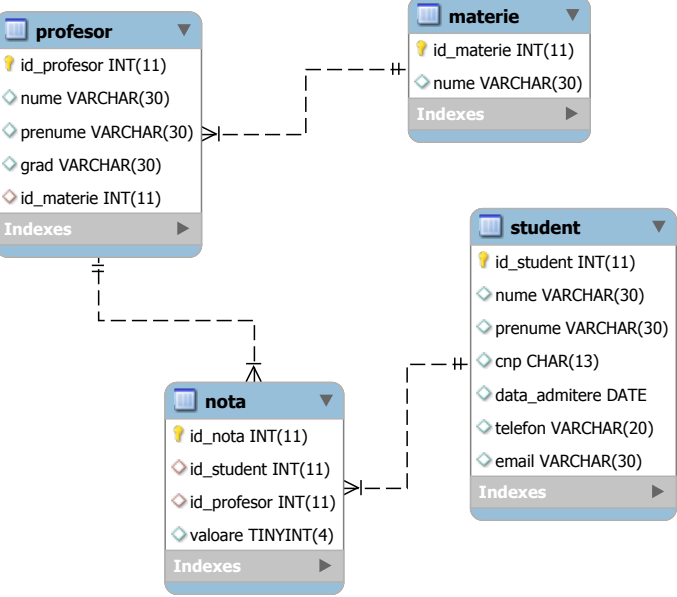 profesor
id_profesor INT(11)
nume VARCHAR(30)
prenume VARCHAR(30)
grad VARCHAR(30)
id_materie INT(11)
Indexes
materie
id_materie INT(11)
nume VARCHAR(30)
Indexes
student
id_student INT(11)
nume VARCHAR(30)
prenume VARCHAR(30)
cnp CHAR(13)
data_admitere DATE
telefon VARCHAR(20)
email VARCHAR(30)
Indexes
nota
id_nota INT(11)
id_student INT(11)
id_profesor INT(11)
valoare TINYINT(4)
Indexes